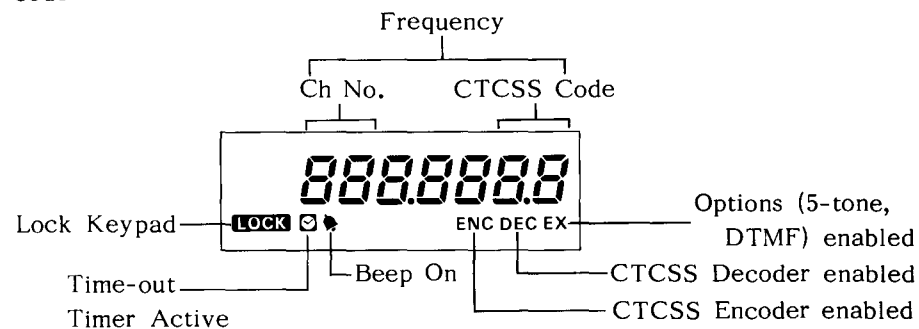 Frequency
Ch No.
CTCSS Code
888.888.8
Lock Keypad
LOCK
ENC DEC EX
Options (5-tone,
DTMF) enabled
Beep On
CTCSS Decoder enabled
Time-out
Timer Active
CTCSS Encoder enabled